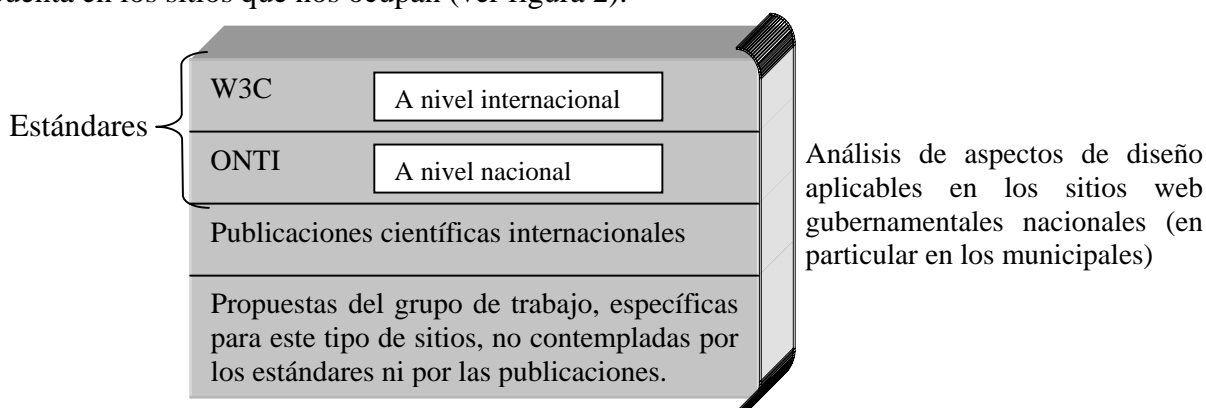 cuenta en los sitios que nos ocupan (ver figura 2).
Estándares
W3C
A nivel internacional
ONTI
A nivel nacional
Publicaciones científicas internacionales
Propuestas del grupo de trabajo, específicas
para este tipo de sitios, no contempladas por
los estándares ni por las publicaciones.
Análisis de aspectos de diseño
aplicables en los sitios web
gubernamentales nacionales (en
particular en los municipales)